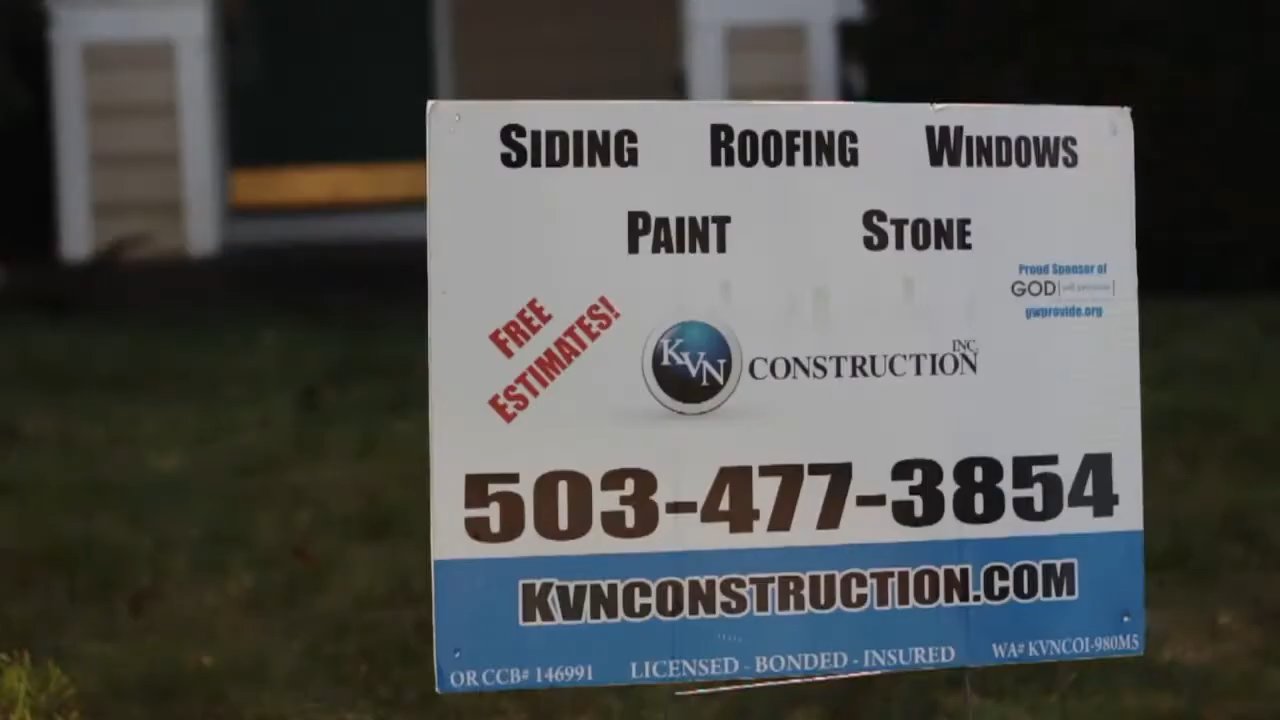 SIDING ROOFING WINDOWS
PAINT STONE
Proud Sponsor of
GOD
gwprovide.org
FREE
ESTIMATES!
KVN CONSTRUCTION INC.
503-477-3854
KVNCONSTRUCTION.COM
OR CCB# 146991 LICENSED - BONDED - INSURED WA# KVNCOI-980M5